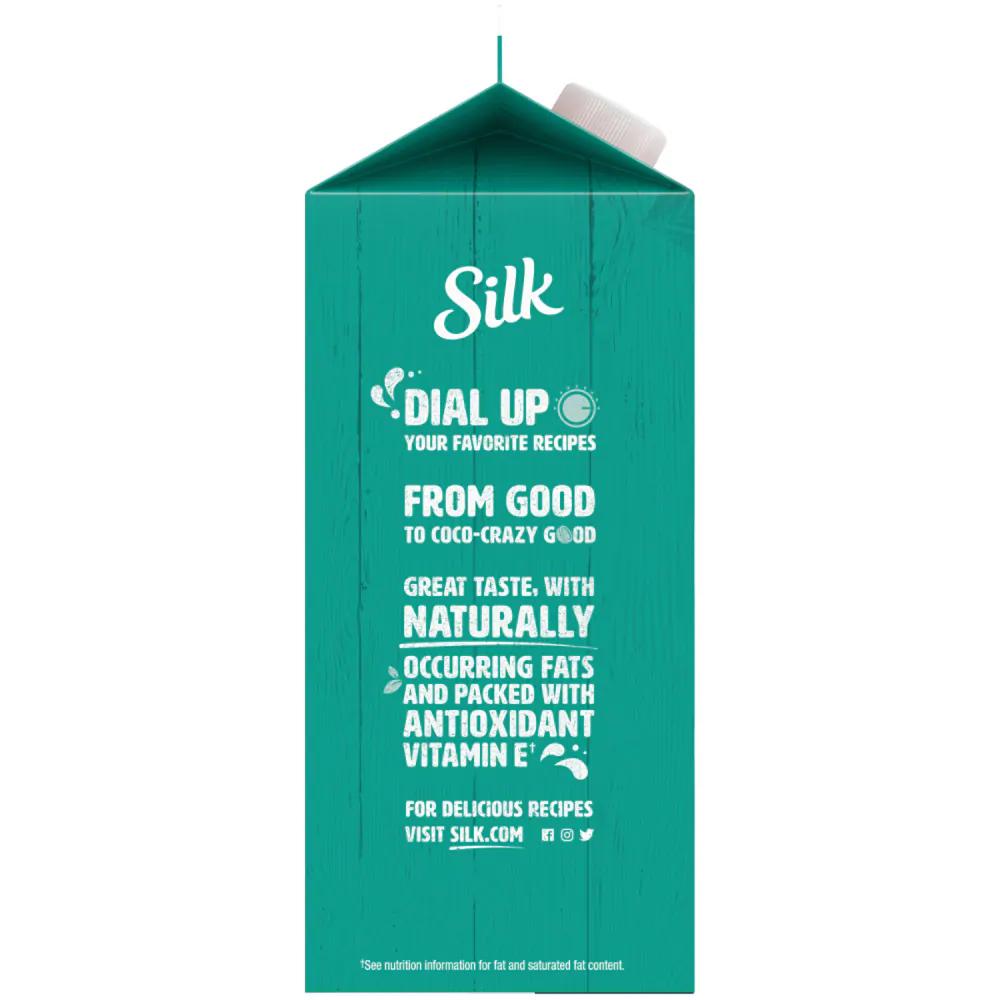 Silk
DIAL UP
YOUR FAVORITE RECIPES
FROM GOOD
TO COCO-CRAZY GOOD
GREAT TASTE, WITH
NATURALLY
OCCURRING FATS
AND PACKED WITH
ANTIOXIDANT
VITAMIN E†
FOR DELICIOUS RECIPES
VISIT SILK.COM
†See nutrition information for fat and saturated fat content.